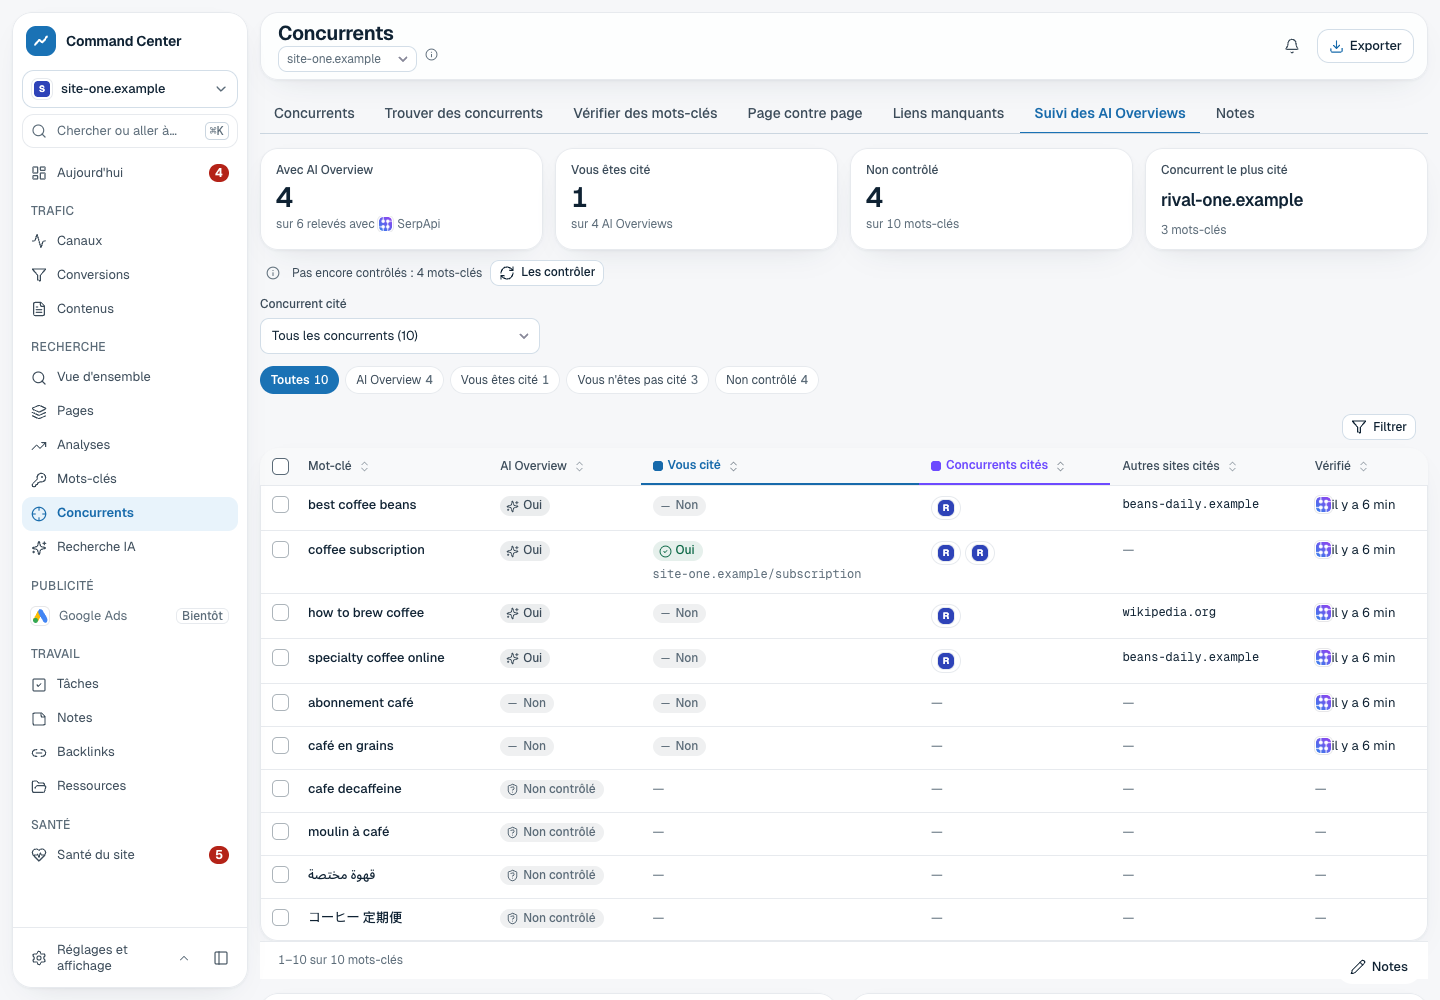 Command Center
S site-one.example
Chercher ou aller à… ⌘K
Aujourd'hui 4
TRAFIC
Canaux
Conversions
Contenus
RECHERCHE
Vue d'ensemble
Pages
Analyses
Mots-clés
Concurrents
Recherche IA
PUBLICITÉ
Google Ads Bientôt
TRAVAIL
Tâches
Notes
Backlinks
Ressources
SANTÉ
Santé du site 5
Réglages et
affichage
Concurrents
site-one.example
Exporter
Concurrents Trouver des concurrents Vérifier des mots-clés Page contre page Liens manquants Suivi des AI Overviews Notes
Avec AI Overview
4
sur 6 relevés avec SerpApi
Vous êtes cité
1
sur 4 AI Overviews
Non contrôlé
4
sur 10 mots-clés
Concurrent le plus cité
rival-one.example
3 mots-clés
Pas encore contrôlés : 4 mots-clés Les contrôler
Concurrent cité
Tous les concurrents (10)
Toutes 10 AI Overview 4 Vous êtes cité 1 Vous n'êtes pas cité 3 Non contrôlé 4
Filtrer
Mot-clé AI Overview Vous cité Concurrents cités Autres sites cités Vérifié
best coffee beans Oui — Non R beans-daily.example il y a 6 min
coffee subscription Oui Oui R R — il y a 6 min
site-one.example/subscription
how to brew coffee Oui — Non R wikipedia.org il y a 6 min
specialty coffee online Oui — Non R beans-daily.example il y a 6 min
abonnement café — Non — Non — — il y a 6 min
café en grains — Non — Non — — il y a 6 min
cafe decaffeine Non contrôlé — — — —
moulin à café Non contrôlé — — — —
قهوة مختصة Non contrôlé — — — —
コーヒー 定期便 Non contrôlé — — — —
1–10 sur 10 mots-clés
Notes